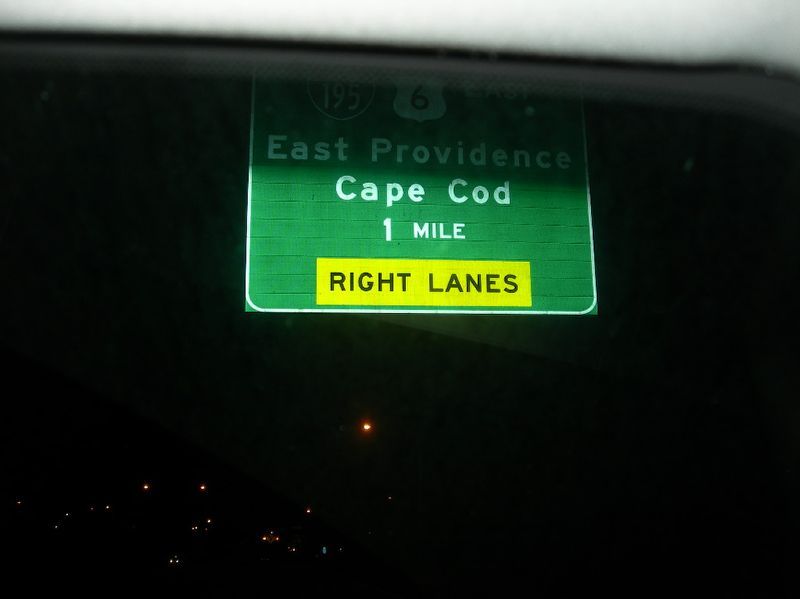 195 6 EAST
East Providence
Cape Cod
1 MILE
RIGHT LANES